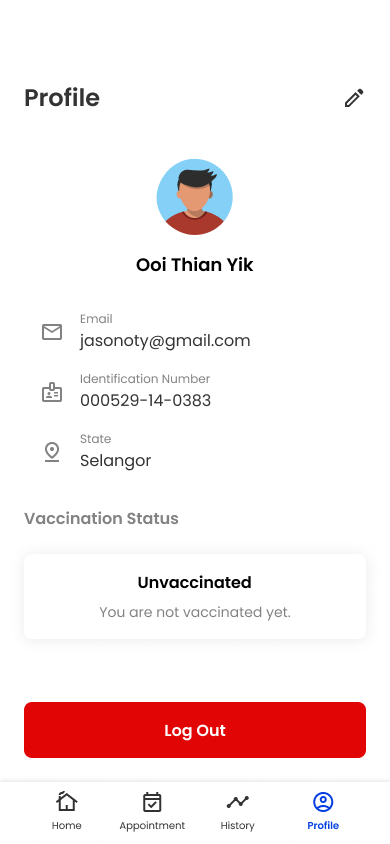 Profile
Ooi Thian Yik
Email
jasonoty@gmail.com
Identification Number
000529-14-0383
State
Selangor
Vaccination Status
Unvaccinated
You are not vaccinated yet.
Log Out
Home Appointment History Profile